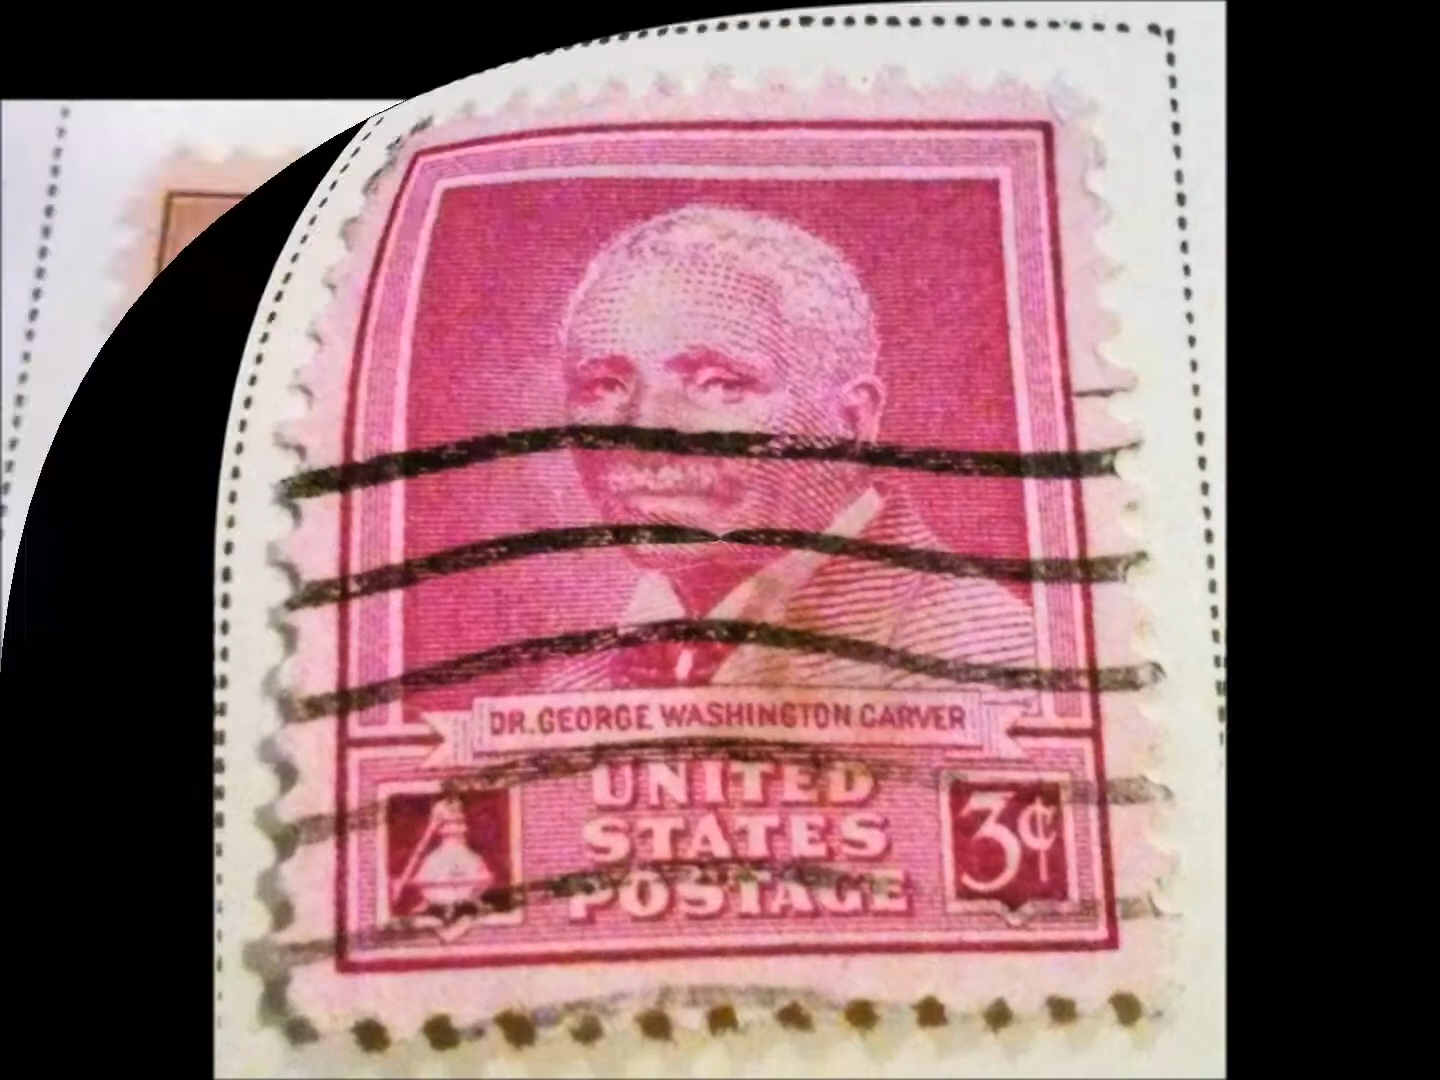 DR. GEORGE WASHINGTON CARVER
UNITED
STATES
POSTAGE
3¢